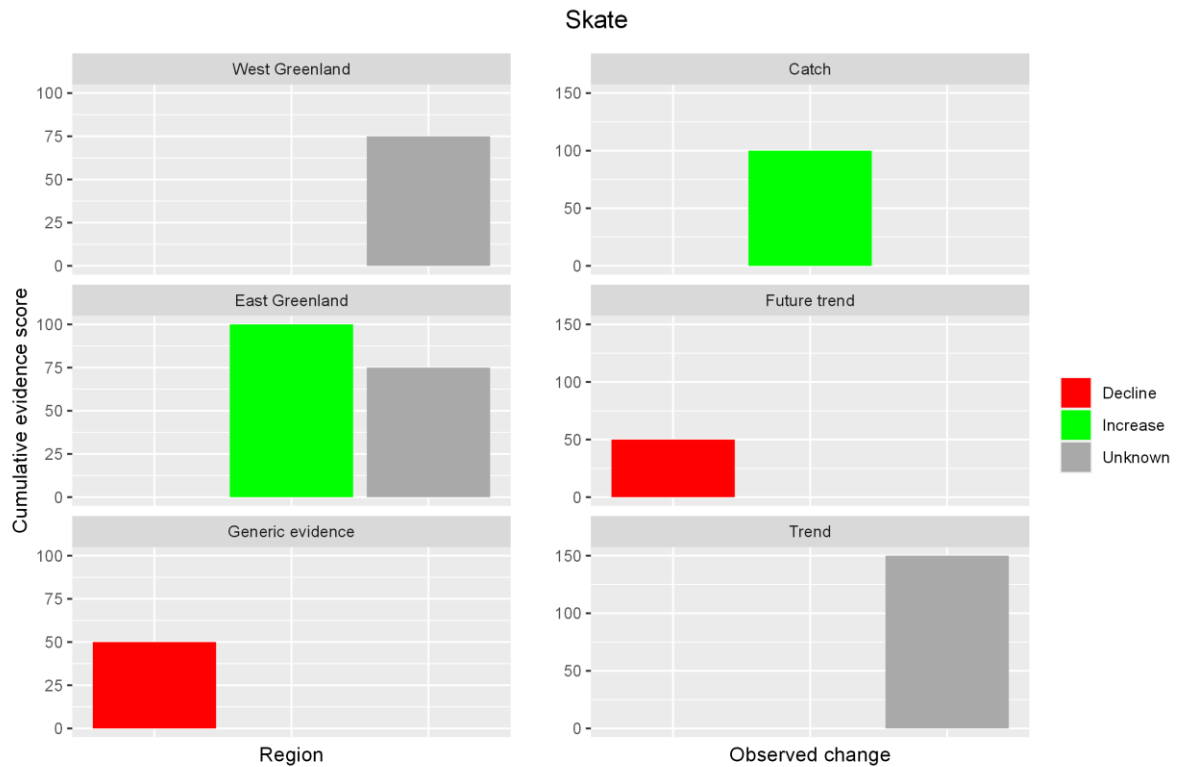 Skate
Cumulative evidence score
West Greenland
100
75
50
25
0
East Greenland
100
75
50
25
0
Generic evidence
100
75
50
25
0
Region
Catch
150
100
50
0
Future trend
150
100
50
0
Trend
150
100
50
0
Observed change
Decline
Increase
Unknown